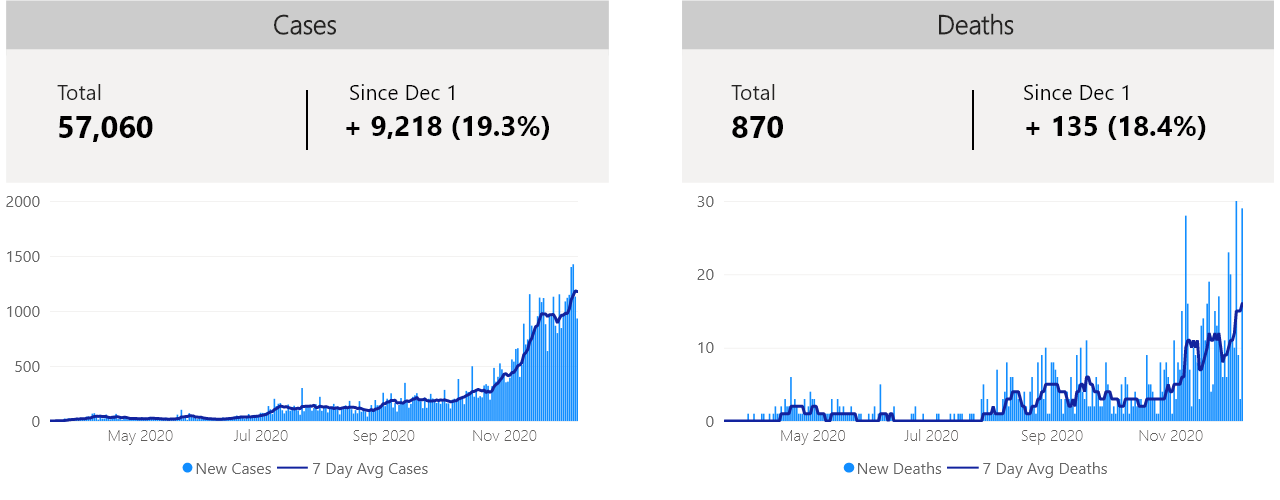 Cases
Total
57,060
Since Dec 1
+ 9,218 (19.3%)
2000
1500
1000
500
0
May 2020 Jul 2020 Sep 2020 Nov 2020
New Cases 7 Day Avg Cases
Deaths
Total
870
Since Dec 1
+ 135 (18.4%)
30
20
10
0
May 2020 Jul 2020 Sep 2020 Nov 2020
New Deaths 7 Day Avg Deaths